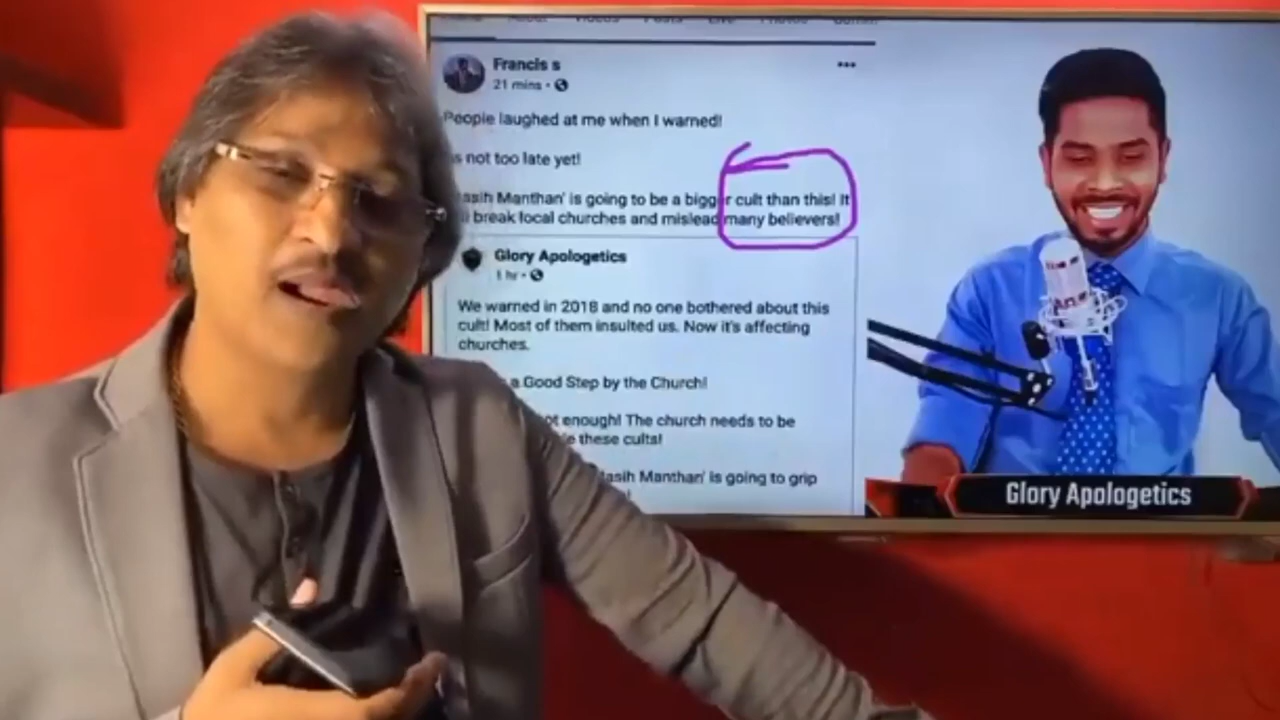 Francis s
21 mins
People laughed at me when I warned!
s not too late yet!
asih Manthan' is going to be a bigger cult than this! It
break local churches and mislead many believers!
Glory Apologetics
1 hr
We warned in 2018 and no one bothered about this
cult! Most of them insulted us. Now it's affecting
churches.
a Good Step by the Church!
enough! The church needs to be
these cults!
Manthan' is going to grip
Glory Apologetics